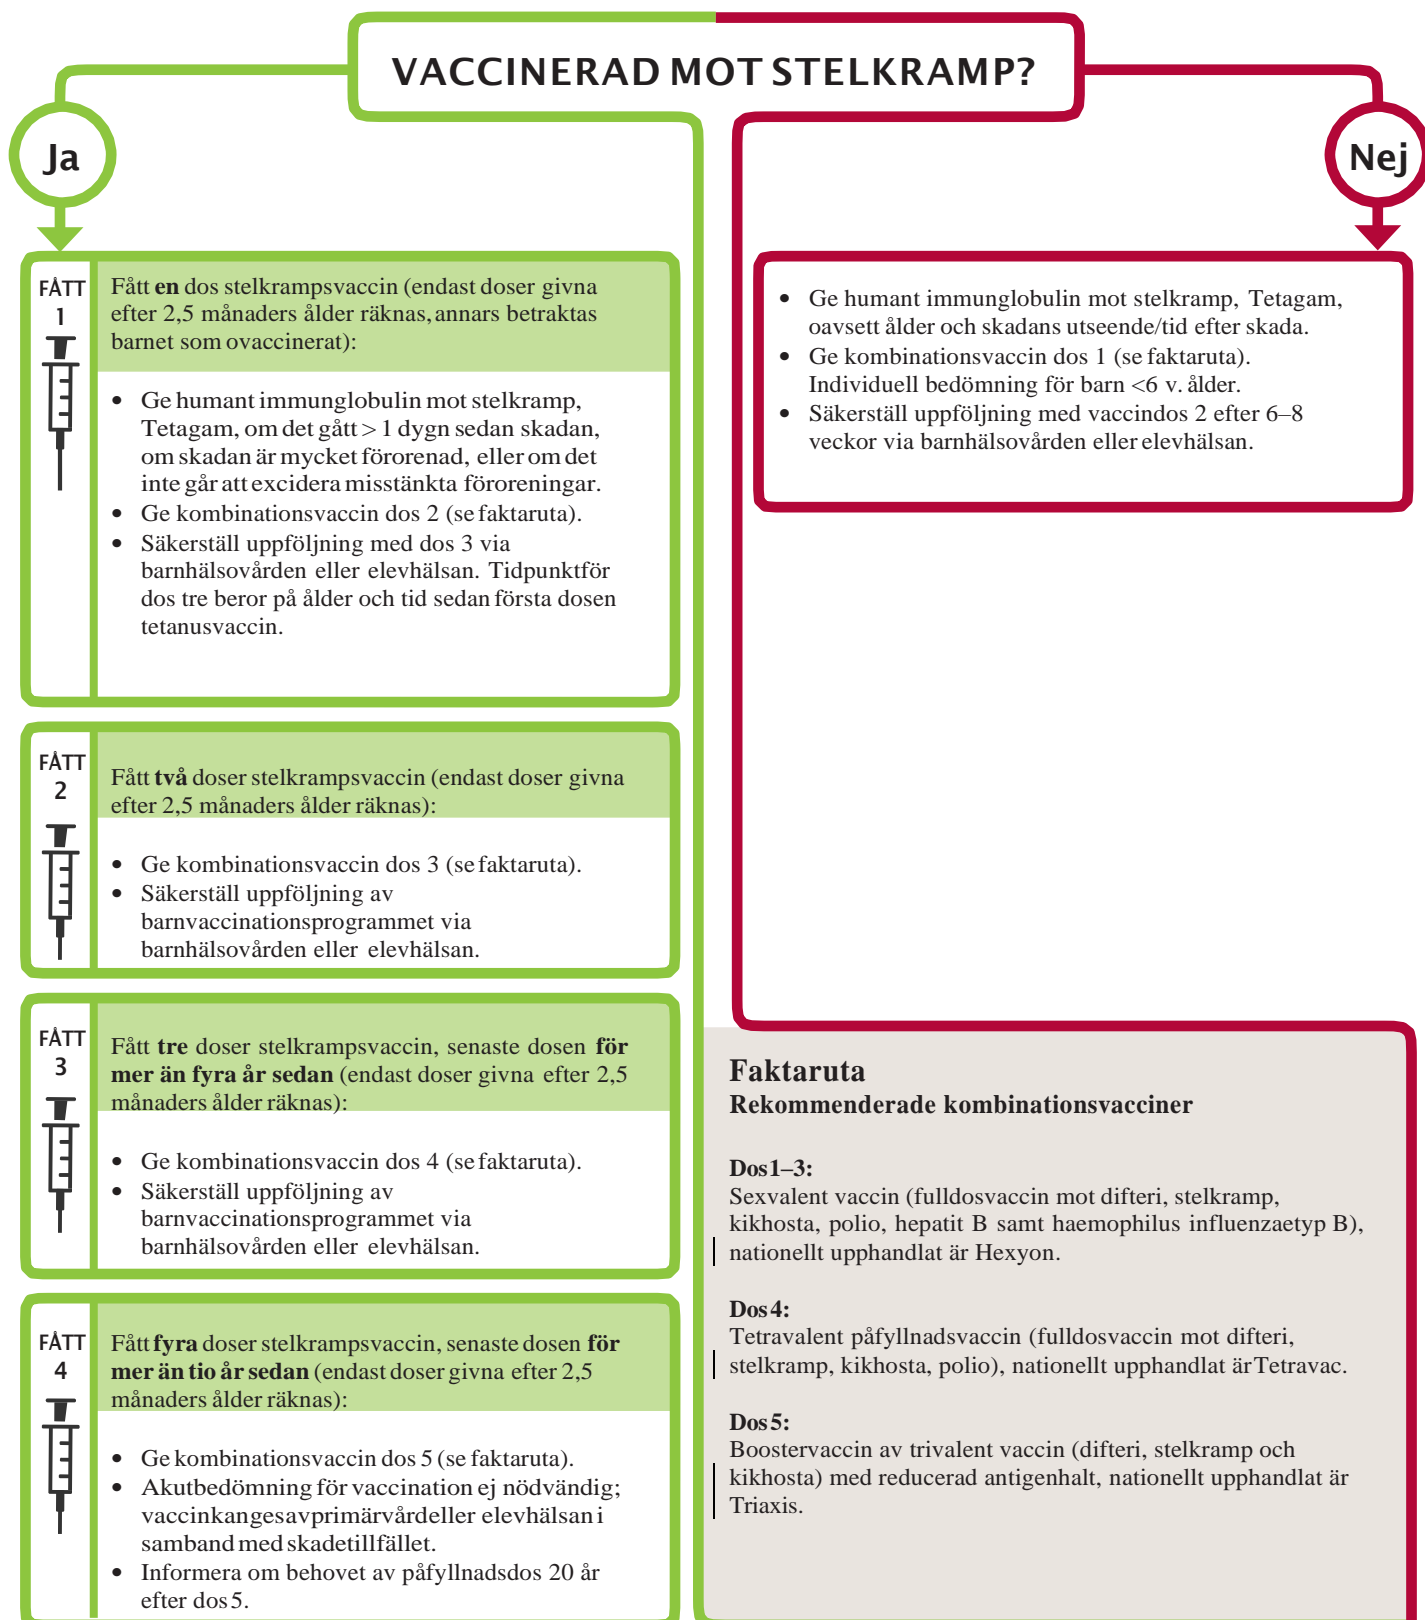 VACCINERAD MOT STELKRAMP?
Ja
Nej
FÅTT
1
Fått en dos stelkrampsvaccin (endast doser givna
efter 2,5 månaders ålder räknas, annars betraktas
barnet som ovaccinerat):
• Ge humant immunglobulin mot stelkramp,
Tetagam, om det gått > 1 dygn sedan skadan,
om skadan är mycket förorenad, eller om det
inte går att excidera misstänkta föroreningar.
• Ge kombinationsvaccin dos 2 (se faktaruta).
• Säkerställ uppföljning med dos 3 via
barnhälsovården eller elevhälsan. Tidpunkt för
dos tre beror på ålder och tid sedan första dosen
tetanusvaccin.
• Ge humant immunglobulin mot stelkramp, Tetagam,
oavsett ålder och skadans utseende/tid efter skada.
• Ge kombinationsvaccin dos 1 (se faktaruta).
Individuell bedömning för barn <6 v. ålder.
• Säkerställ uppföljning med vaccindos 2 efter 6–8
veckor via barnhälsovården eller elevhälsan.
FÅTT
2
Fått två doser stelkrampsvaccin (endast doser givna
efter 2,5 månaders ålder räknas):
• Ge kombinationsvaccin dos 3 (se faktaruta).
• Säkerställ uppföljning av
barnvaccinationsprogrammet via
barnhälsovården eller elevhälsan.
FÅTT
3
Fått tre doser stelkrampsvaccin, senaste dosen för
mer än fyra år sedan (endast doser givna efter 2,5
månaders ålder räknas):
• Ge kombinationsvaccin dos 4 (se faktaruta).
• Säkerställ uppföljning av
barnvaccinationsprogrammet via
barnhälsovården eller elevhälsan.
FÅTT
4
Fått fyra doser stelkrampsvaccin, senaste dosen för
mer än tio år sedan (endast doser givna efter 2,5
månaders ålder räknas):
• Ge kombinationsvaccin dos 5 (se faktaruta).
• Akutbedömning för vaccination ej nödvändig;
vaccin kan ges av primärvård eller elevhälsan i
samband med skadetillfället.
• Informera om behovet av påfyllnadsdos 20 år
efter dos 5.
Faktaruta
Rekommenderade kombinationsvacciner
Dos 1–3:
Sexvalent vaccin (fulldosvaccin mot difteri, stelkramp,
kikhosta, polio, hepatit B samt haemophilus influenzaetyp B),
nationellt upphandlat är Hexyon.
Dos 4:
Tetravalent påfyllnadsvaccin (fulldosvaccin mot difteri,
stelkramp, kikhosta, polio), nationellt upphandlat är Tetravac.
Dos 5:
Boostervaccin av trivalent vaccin (difteri, stelkramp och
kikhosta) med reducerad antigenhalt, nationellt upphandlat är
Triaxis.